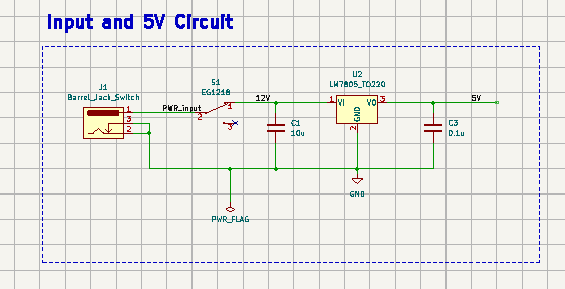 Input and 5V Circuit
J1
Barrel_Jack_Switch
1
3
2
PWR_input
S1
EG1218
1
2
3
12V
C1
10u
U2
LM7805_TO220
1
VI
VO
3
GND
2
GND
C3
0.1u
5V
PWR_FLAG